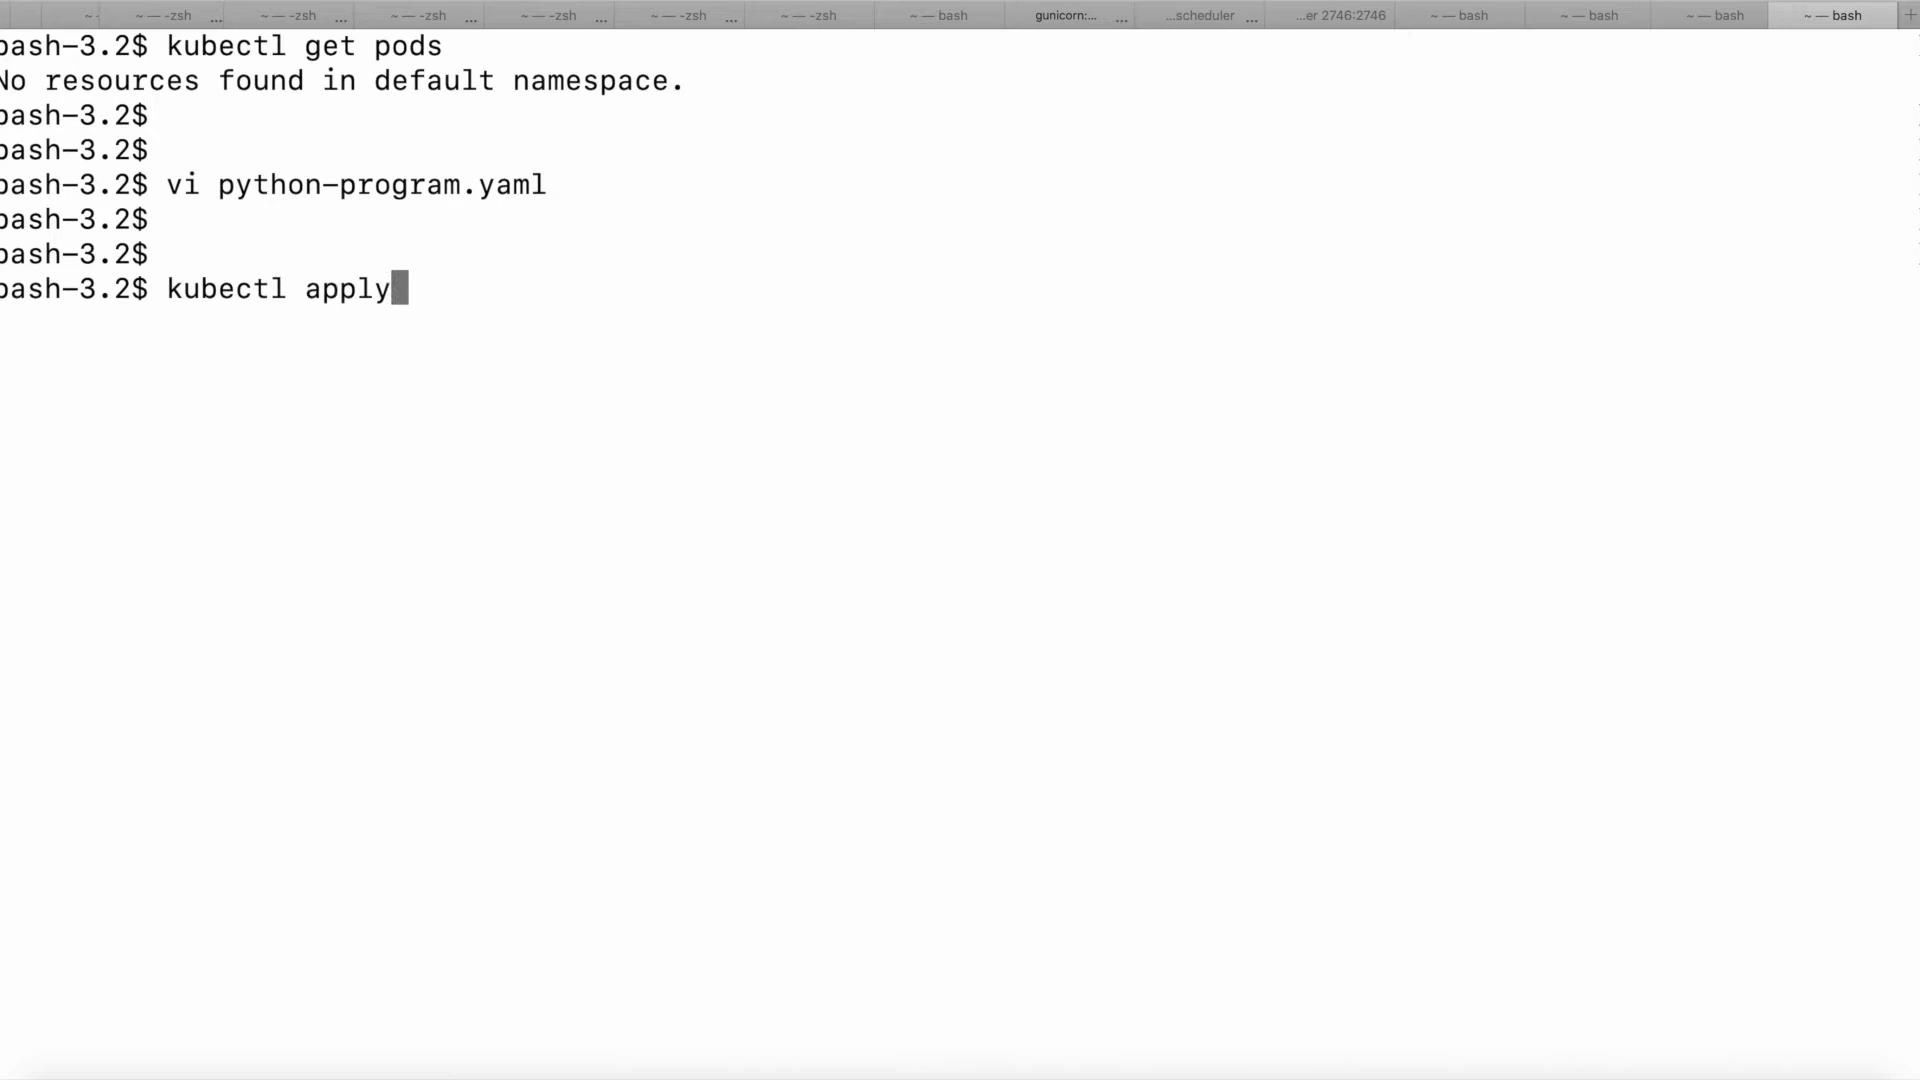 ~ — -zsh ... ~ — -zsh ... ~ — -zsh ... ~ — -zsh ... ~ — -zsh ... ~ — -zsh ~ — bash gunicorn:... ... ...scheduler ... ...er 2746:2746 ~ — bash ~ — bash ~ — bash ~ — bash +
bash-3.2$ kubectl get pods
No resources found in default namespace.
bash-3.2$
bash-3.2$
bash-3.2$ vi python-program.yaml
bash-3.2$
bash-3.2$
bash-3.2$ kubectl apply